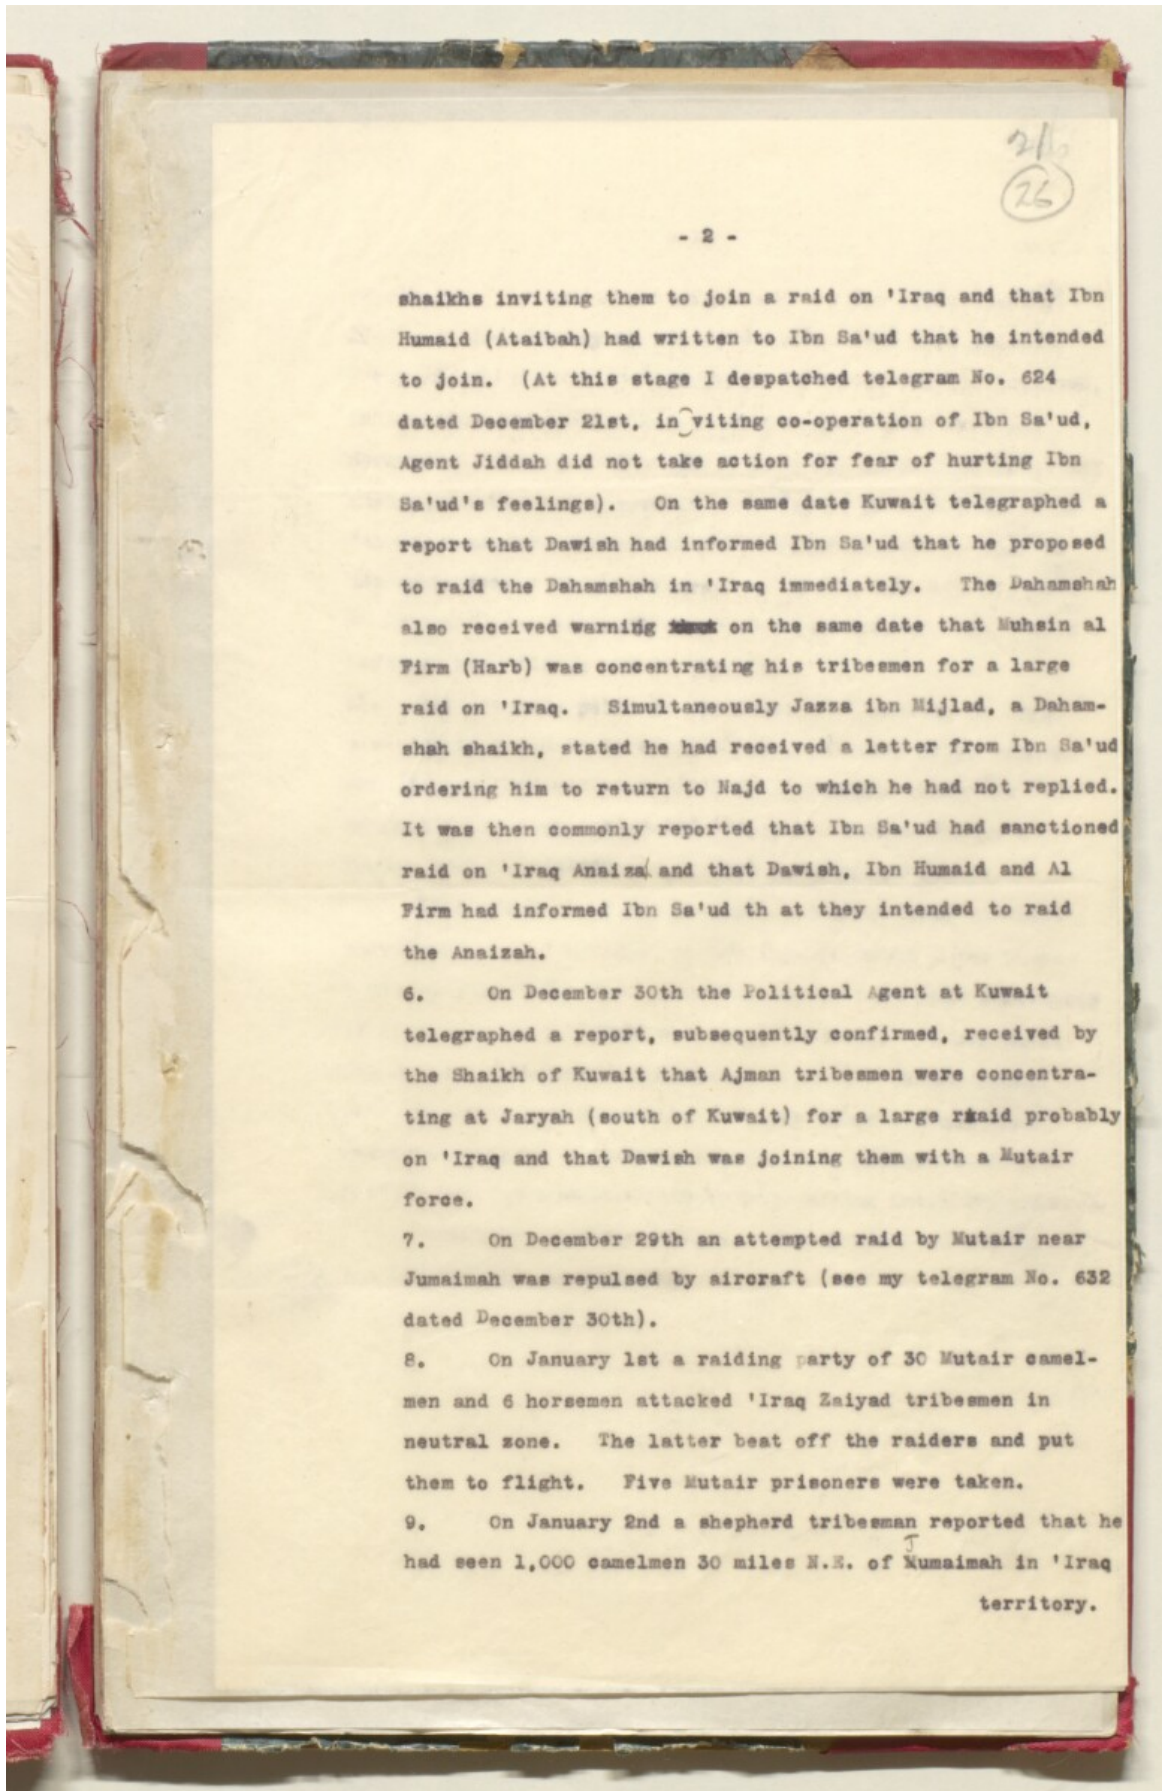 26
- 2 -
shaikhs inviting them to join a raid on 'Iraq and that Ibn
Humaid (Ataibah) had written to Ibn Sa'ud that he intended
to join. (At this stage I despatched telegram No. 624
dated December 21st, inviting co-operation of Ibn Sa'ud,
Agent Jiddah did not take action for fear of hurting Ibn
Sa'ud's feelings). On the same date Kuwait telegraphed a
report that Dawish had informed Ibn Sa'ud that he proposed
to raid the Dahamshah in 'Iraq immediately. The Dahamshah
also received warning on the same date that Muhsin al
Firm (Harb) was concentrating his tribesmen for a large
raid on 'Iraq. Simultaneously Jazza ibn Mijlad, a Daham-
shah shaikh, stated he had received a letter from Ibn Sa'ud
ordering him to return to Najd to which he had not replied.
It was then commonly reported that Ibn Sa'ud had sanctioned
raid on 'Iraq Anaiza and that Dawish, Ibn Humaid and Al
Firm had informed Ibn Sa'ud th at they intended to raid
the Anaizah.
6. On December 30th the Political Agent at Kuwait
telegraphed a report, subsequently confirmed, received by
the Shaikh of Kuwait that Ajman tribesmen were concentra-
ting at Jaryah (south of Kuwait) for a large raid probably
on 'Iraq and that Dawish was joining them with a Mutair
force.
7. On December 29th an attempted raid by Mutair near
Jumaimah was repulsed by aircraft (see my telegram No. 632
dated December 30th).
8. On January 1st a raiding party of 30 Mutair camel-
men and 6 horsemen attacked 'Iraq Zaiyad tribesmen in
neutral zone. The latter beat off the raiders and put
them to flight. Five Mutair prisoners were taken.
9. On January 2nd a shepherd tribesman reported that he
had seen 1,000 camelmen 30 miles N.E. of Jumaimah in 'Iraq
territory.